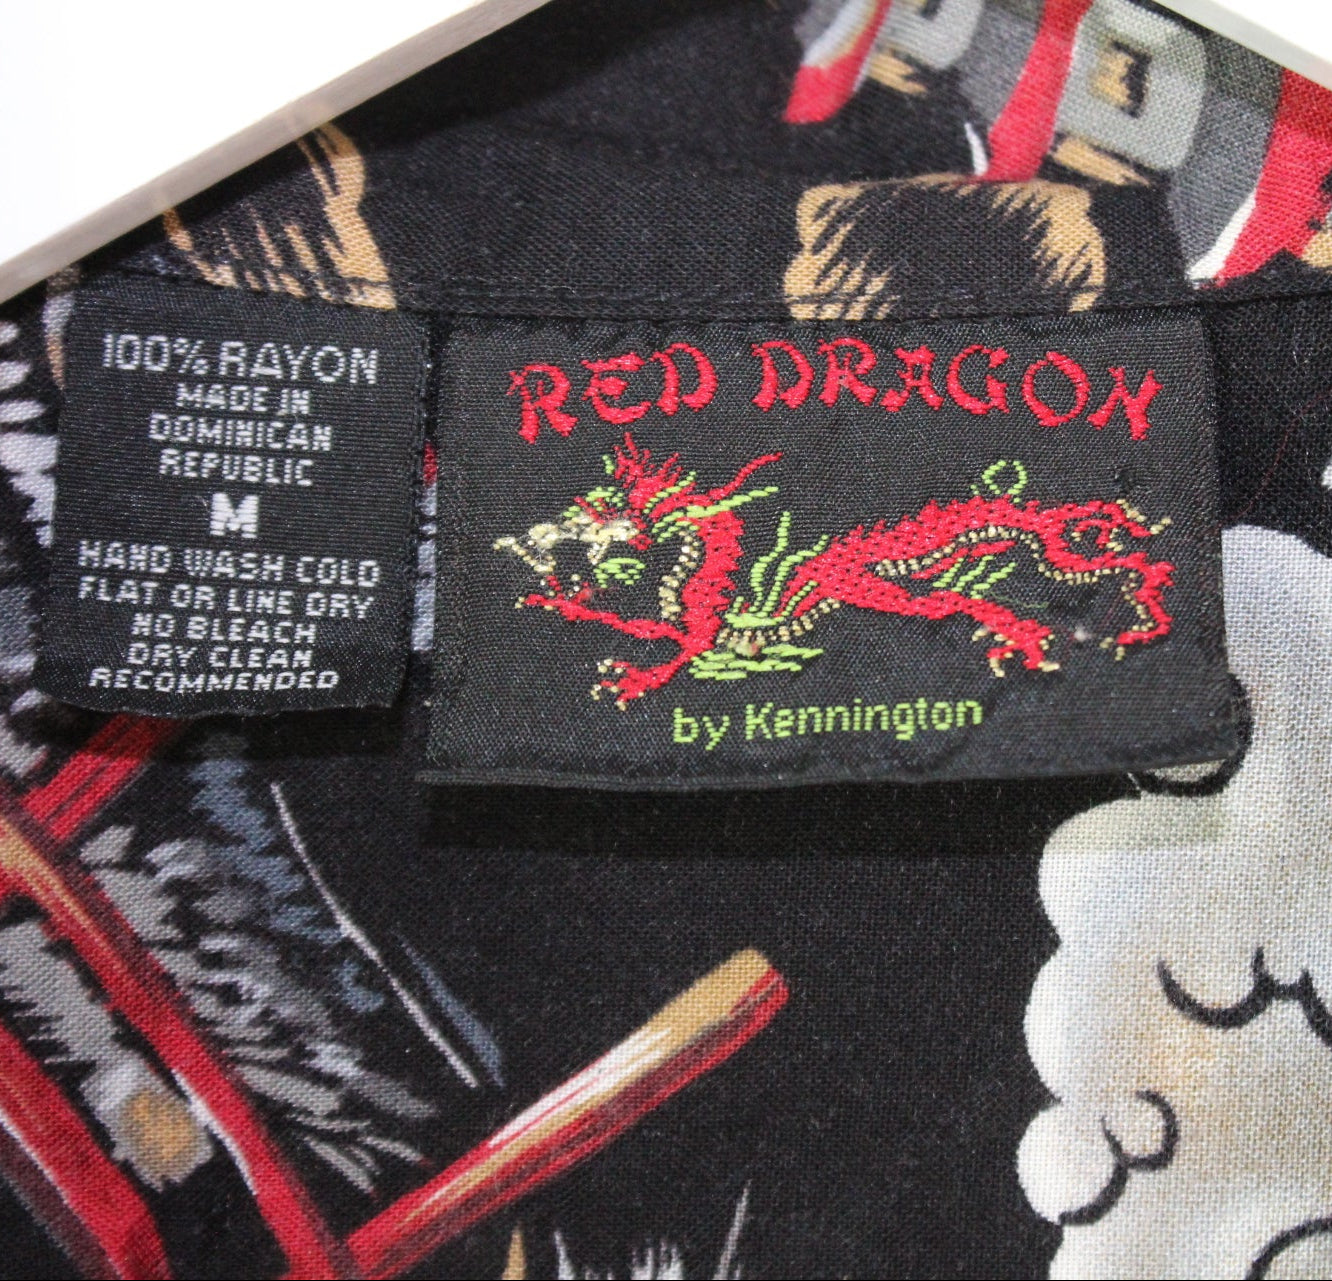 100% RAYON
MADE IN
DOMINICAN
REPUBLIC
M
HAND WASH COLD
FLAT OR LINE DRY
NO BLEACH
DRY CLEAN
RECOMMENDED
RED DRAGON
by Kennington